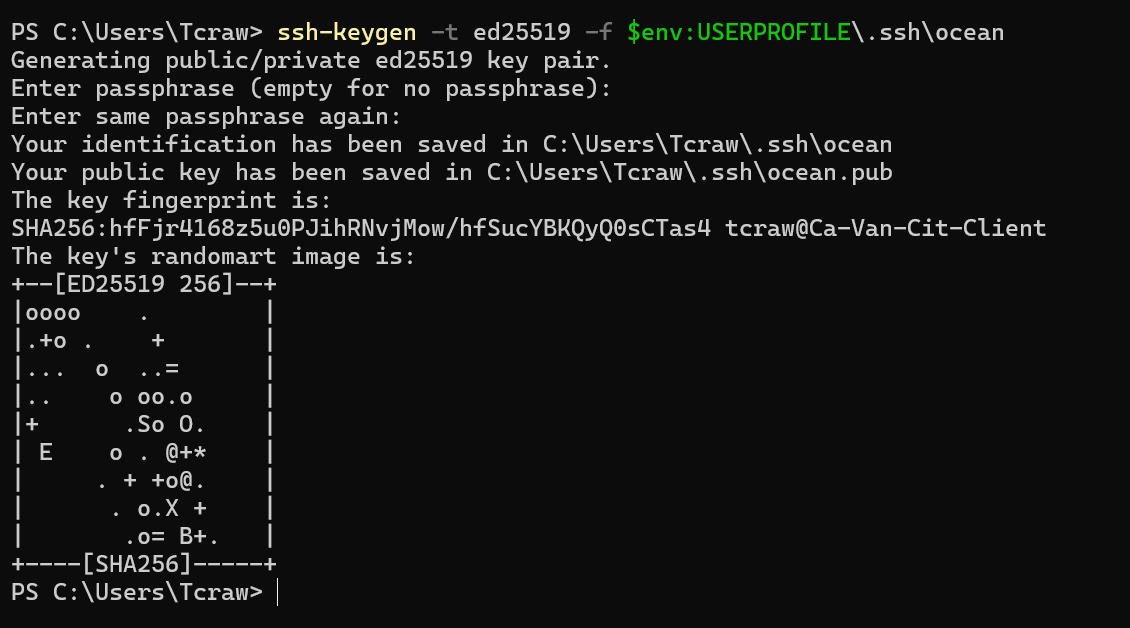 PS C:\Users\Tcraw> ssh-keygen -t ed25519 -f $env:USERPROFILE\.ssh\ocean
Generating public/private ed25519 key pair.
Enter passphrase (empty for no passphrase):
Enter same passphrase again:
Your identification has been saved in C:\Users\Tcraw\.ssh\ocean
Your public key has been saved in C:\Users\Tcraw\.ssh\ocean.pub
The key fingerprint is:
SHA256:hfFjr4168z5u0PJihRNvjMow/hfSucYBKQyQ0sCTas4 tcraw@Ca-Van-Cit-Client
The key's randomart image is:
+--[ED25519 256]--+
|oooo    .        |
|.+o .    +       |
|...  o  ..=      |
|..    o oo.o     |
|+      .So O.    |
| E    o . @+*    |
|     . + +o@.    |
|      . o.X +    |
|       .o= B+.   |
+----[SHA256]-----+
PS C:\Users\Tcraw>